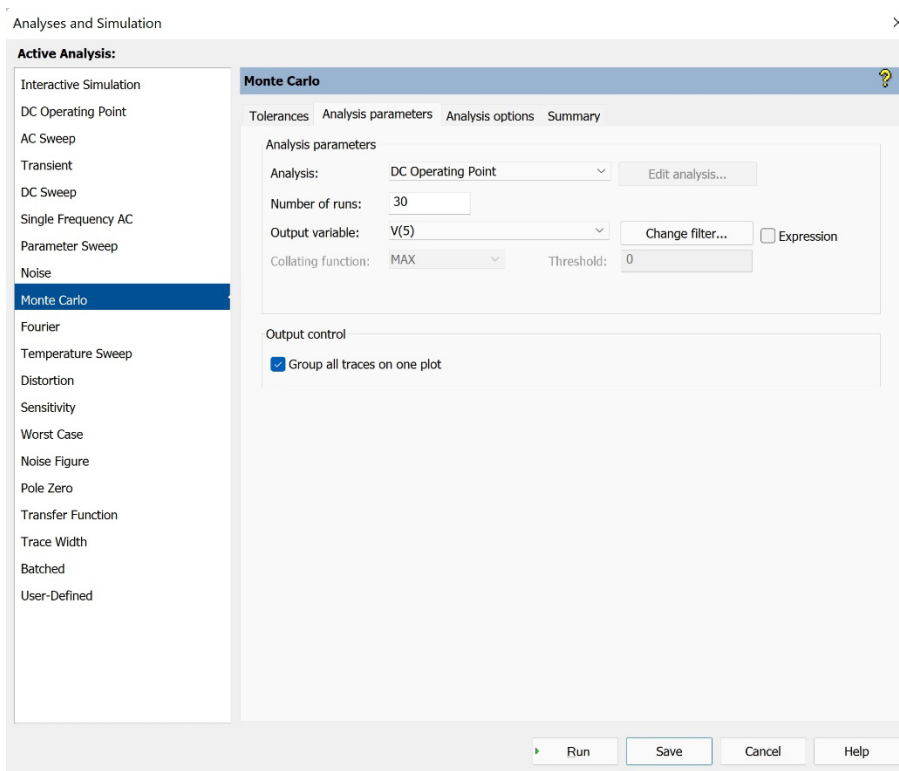 Analyses and Simulation
Active Analysis:
Interactive Simulation
DC Operating Point
AC Sweep
Transient
DC Sweep
Single Frequency AC
Parameter Sweep
Noise
Monte Carlo
Fourier
Temperature Sweep
Distortion
Sensitivity
Worst Case
Noise Figure
Pole Zero
Transfer Function
Trace Width
Batched
User-Defined
Monte Carlo
Tolerances Analysis parameters Analysis options Summary
Analysis parameters
Analysis: DC Operating Point Edit analysis...
Number of runs: 30
Output variable: V(5) Change filter... Expression
Collating function: MAX Threshold: 0
Output control
Group all traces on one plot
Run Save Cancel Help